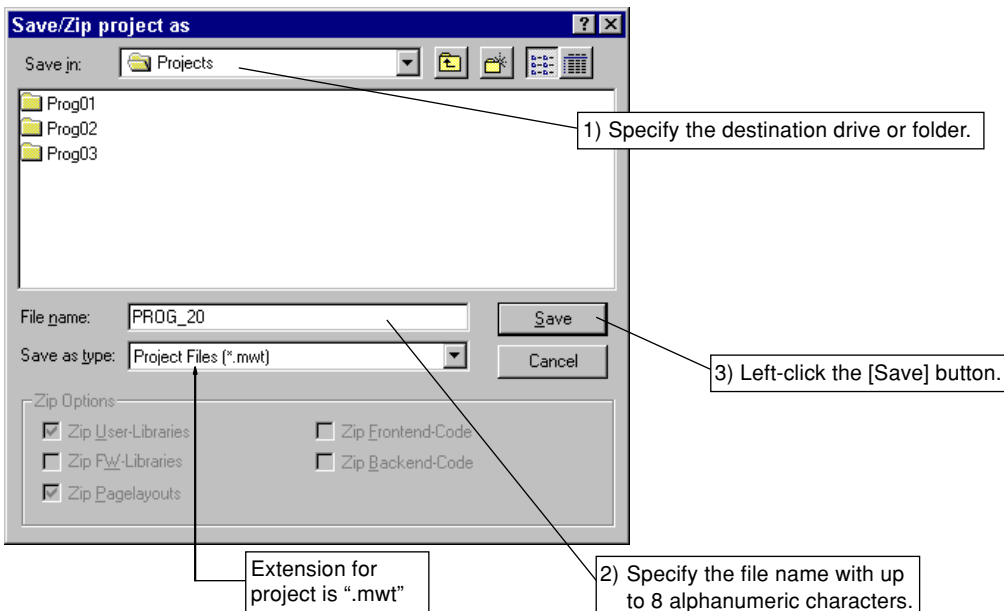 Save/Zip project as
Save in:
Projects
Prog01
Prog02
Prog03
1) Specify the destination drive or folder.
File name:
PROG_20
Save
Save as type:
Project Files (*.mwt)
Cancel
3) Left-click the [Save] button.
Zip Options
Zip User-Libraries
Zip Frontend-Code
Zip FW-Libraries
Zip Backend-Code
Zip Pagelayouts
Extension for
project is “.mwt”
2) Specify the file name with up
to 8 alphanumeric characters.